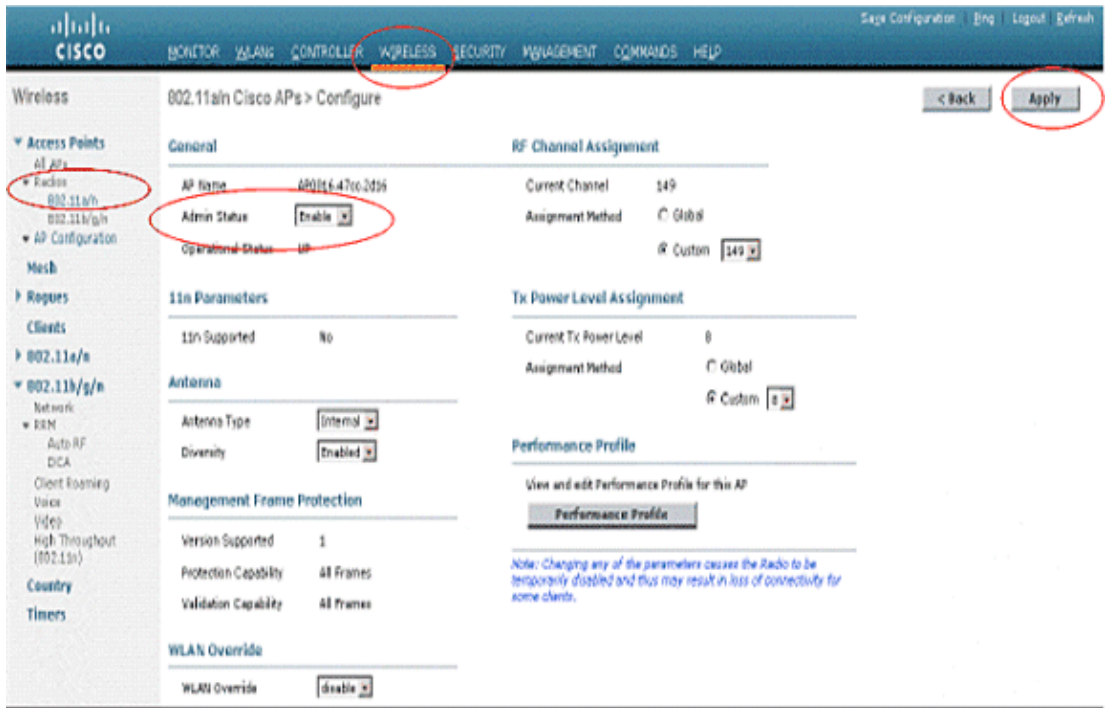 Save Configuration | Ping | Logout | Refresh
CISCO
MONITOR WLANs CONTROLLER WIRELESS SECURITY MANAGEMENT COMMANDS HELP
Wireless
802.11a/n Cisco APs > Configure
< Back
Apply
Access Points
All APs
Radios
802.11a/n
802.11b/g/n
AP Configuration
Mesh
Rogues
Clients
802.11a/n
802.11b/g/n
Network
RRM
Auto RF
DCA
Client Roaming
Voice
Video
High Throughput
(802.11n)
Country
Timers
General
AP Name
Admin Status Enable
Operational Status UP
11n Parameters
11n Supported No
Antenna
Antenna Type Internal
Diversity Enabled
Management Frame Protection
Version Supported 1
Protection Capability All Frames
Validation Capability All Frames
WLAN Override
WLAN Override disable
RF Channel Assignment
Current Channel 149
Assignment Method Global
Custom 149
Tx Power Level Assignment
Current Tx Power Level 8
Assignment Method Global
Custom 8
Performance Profile
View and edit Performance Profile for this AP
Performance Profile
Note: Changing any of the parameters causes the Radio to be
temporarily disabled and thus may result in loss of connectivity for
some clients.